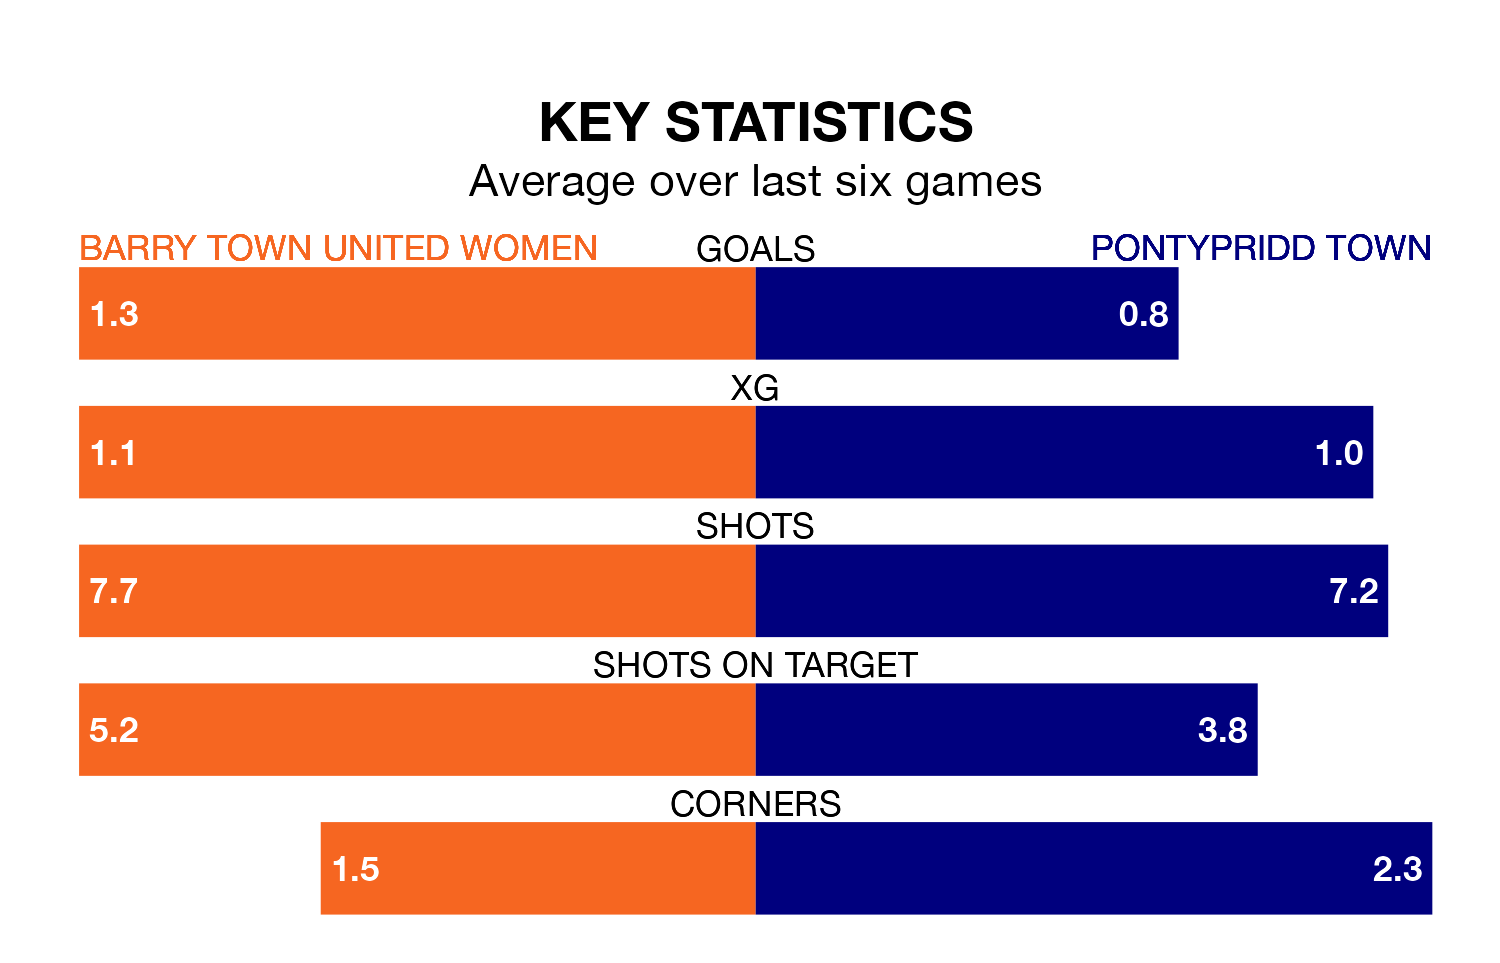 KEY STATISTICS
Average over last six games
BARRY TOWN UNITED WOMEN GOALS PONTYPRIDD TOWN
1.3 0.8
XG
1.1 1.0
SHOTS
7.7 7.2
SHOTS ON TARGET
5.2 3.8
CORNERS
1.5 2.3